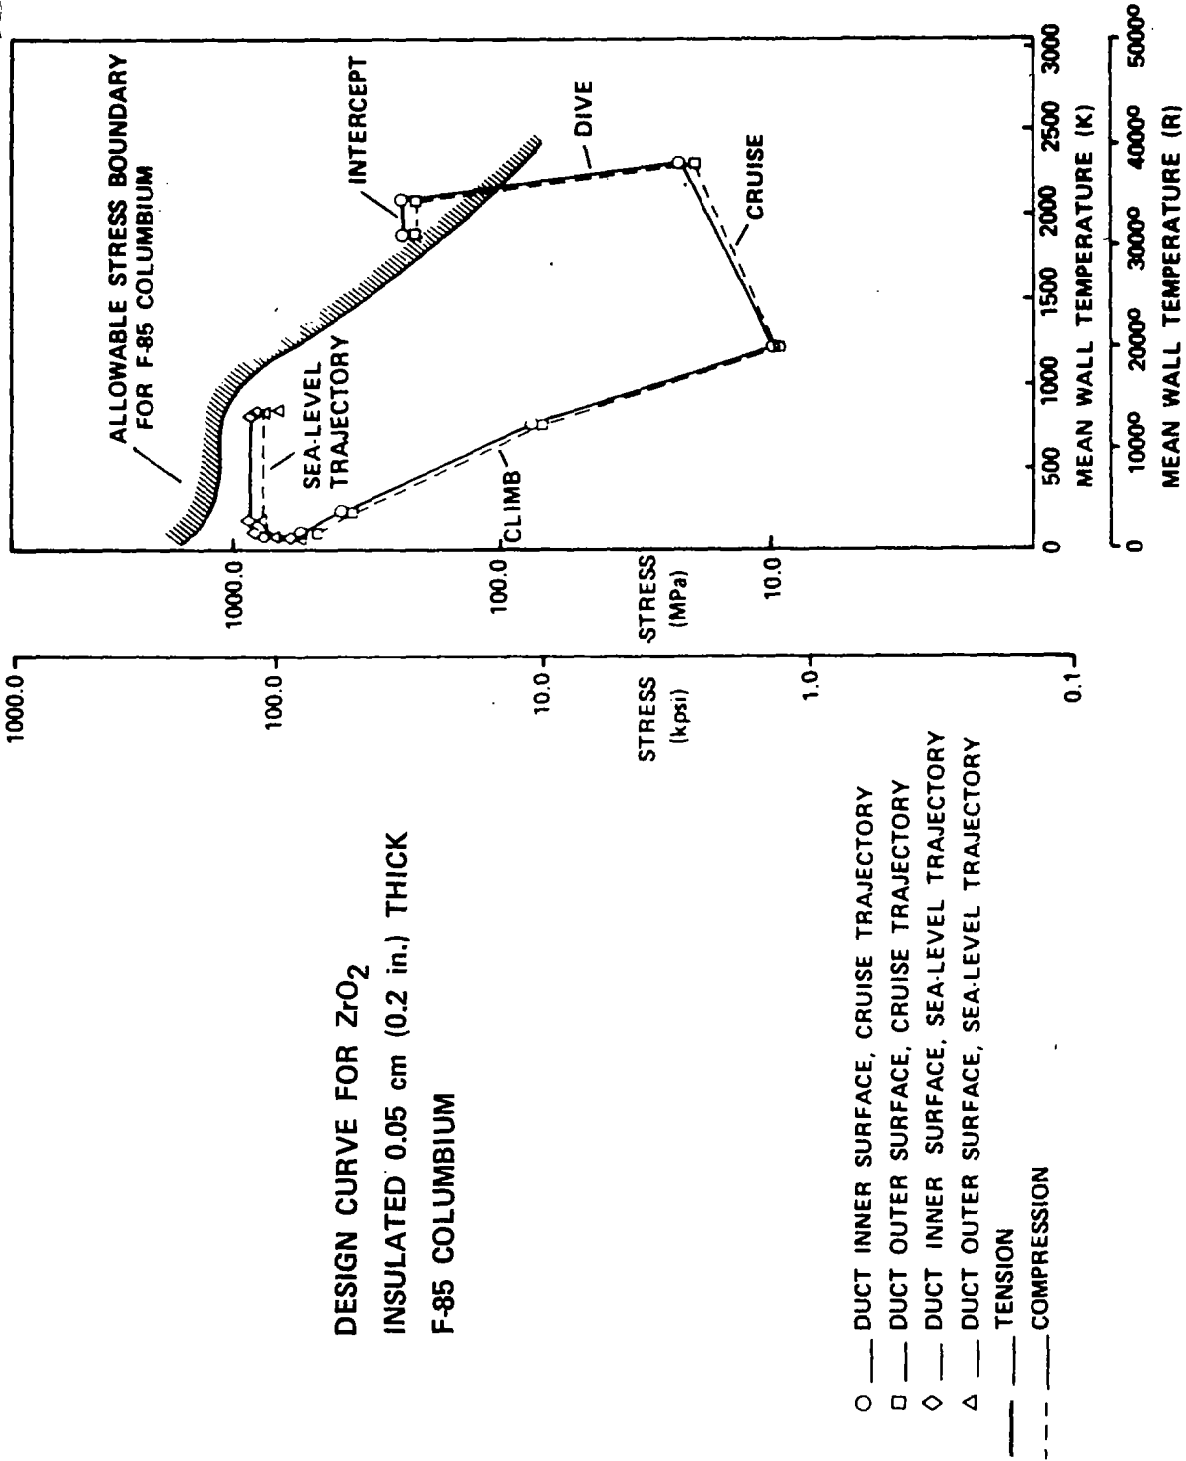 DESIGN CURVE FOR ZrO2
INSULATED 0.05 cm (0.2 in.) THICK
F-85 COLUMBIUM
DUCT INNER SURFACE, CRUISE TRAJECTORY
DUCT OUTER SURFACE, CRUISE TRAJECTORY
DUCT INNER SURFACE, SEA-LEVEL TRAJECTORY
DUCT OUTER SURFACE, SEA-LEVEL TRAJECTORY
TENSION
COMPRESSION
1000.0
100.0
10.0
1.0
0.1
STRESS
(kpsi)
1000.0
100.0
10.0
STRESS
(MPa)
ALLOWABLE STRESS BOUNDARY
FOR F-85 COLUMBIUM
INTERCEPT
SEA-LEVEL
TRAJECTORY
DIVE
CLIMB
CRUISE
0 500 1000 1500 2000 2500 3000
MEAN WALL TEMPERATURE (K)
0 1000° 2000° 3000° 4000° 5000°
MEAN WALL TEMPERATURE (R)